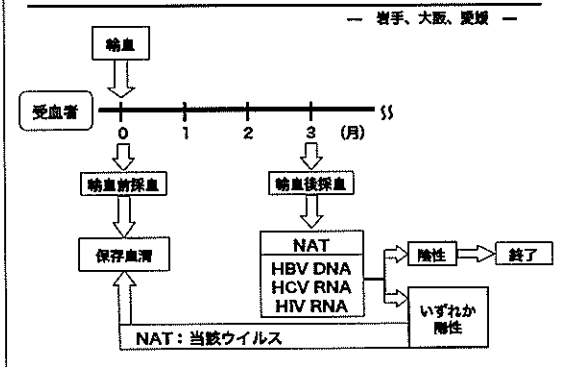 ― 岩手、大阪、愛媛 ―
輸血
受血者
0 1 2 3 (月)
輸血前採血
輸血後採血
保存血清
NAT
HBV DNA
HCV RNA
HIV RNA
陰性
終了
いずれか
陽性
NAT：当該ウイルス